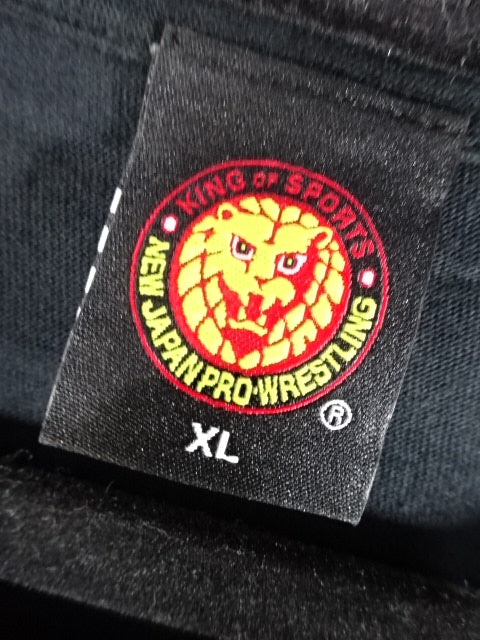 KING OF SPORTS
NEW JAPAN PRO-WRESTLING
®
XL